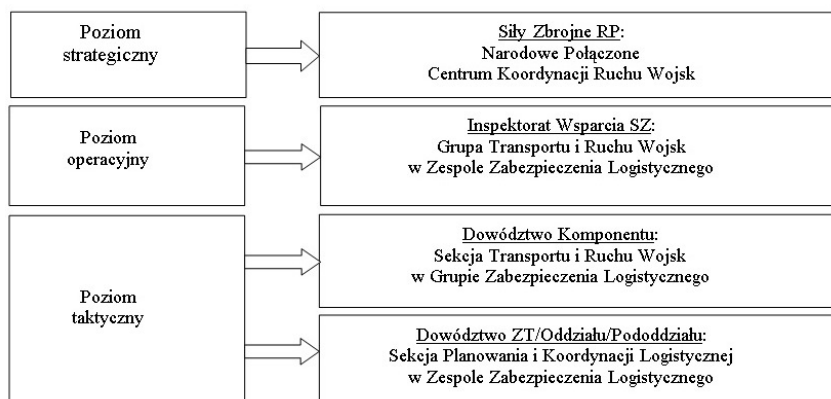 Poziom
strategiczny
Siły Zbrojne RP:
Narodowe Połączone
Centrum Koordynacji Ruchu Wojsk
Poziom
operacyjny
Inspektorat Wsparcia SZ:
Grupa Transportu i Ruchu Wojsk
w Zespole Zabezpieczenia Logistycznego
Poziom
taktyczny
Dowództwo Komponentu:
Sekcja Transportu i Ruchu Wojsk
w Grupie Zabezpieczenia Logistycznego
Dowództwo ZT/Oddziału/Pododdziału:
Sekcja Planowania i Koordynacji Logistycznej
w Zespole Zabezpieczenia Logistycznego